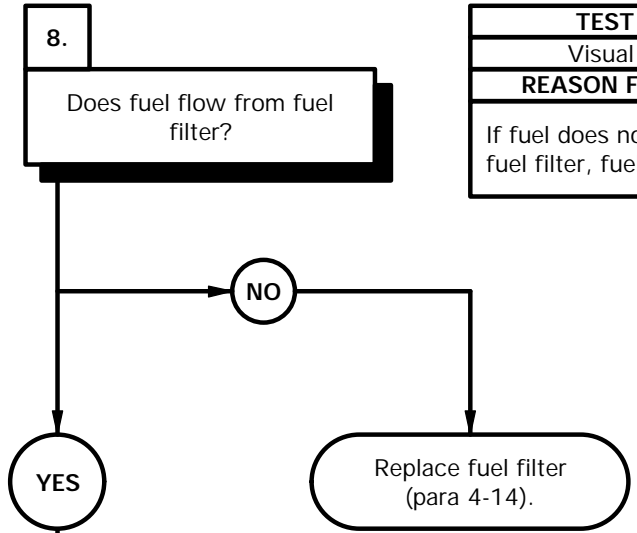 8.
Does fuel flow from fuel
filter?
TEST
Visual
REASON F
If fuel does no
fuel filter, fue
NO
YES
Replace fuel filter
(para 4-14).